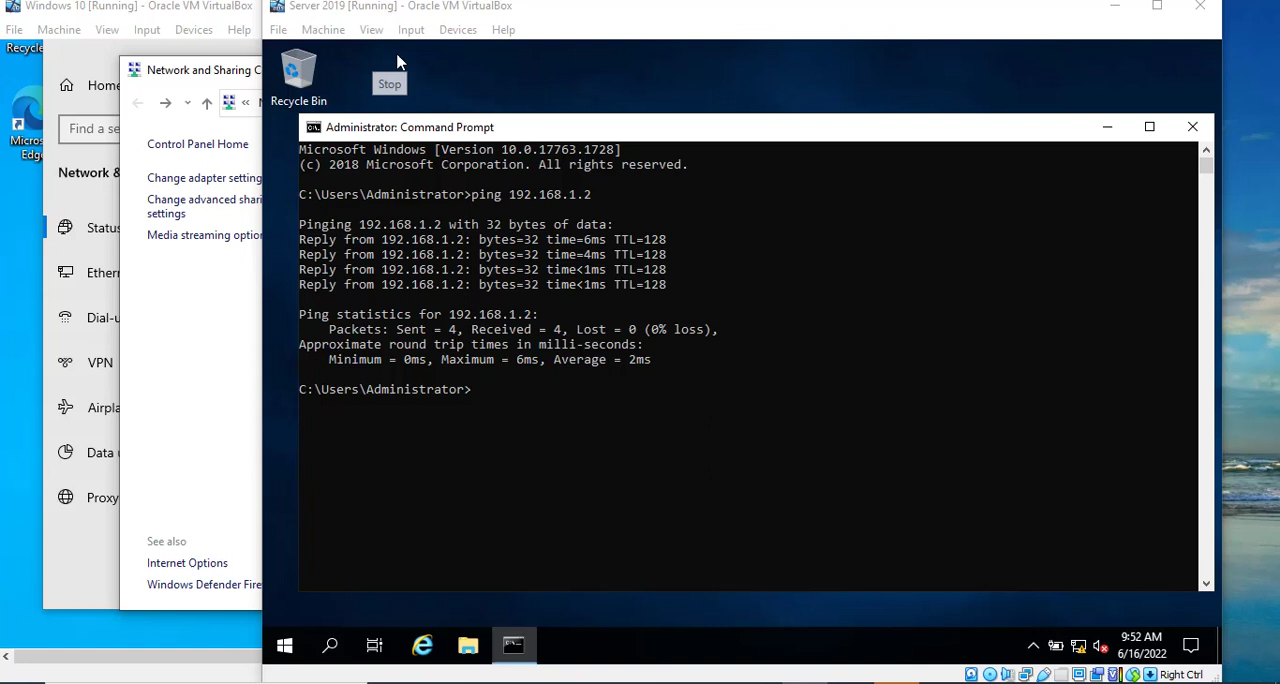 Windows 10 [Running] - Oracle VM VirtualBox
File Machine View Input Devices Help
Recycle
Micros
Edge
Home
Find a se
Network &
Status
Ethern
Dial-u
VPN
Airpla
Data u
Proxy
Network and Sharing C
Control Panel Home
Change adapter setting
Change advanced shari
settings
Media streaming option
See also
Internet Options
Windows Defender Fire
Server 2019 [Running] - Oracle VM VirtualBox
File Machine View Input Devices Help
Stop
Recycle Bin
Administrator: Command Prompt
Microsoft Windows [Version 10.0.17763.1728]
(c) 2018 Microsoft Corporation. All rights reserved.
C:\Users\Administrator>ping 192.168.1.2
Pinging 192.168.1.2 with 32 bytes of data:
Reply from 192.168.1.2: bytes=32 time=6ms TTL=128
Reply from 192.168.1.2: bytes=32 time=4ms TTL=128
Reply from 192.168.1.2: bytes=32 time<1ms TTL=128
Reply from 192.168.1.2: bytes=32 time<1ms TTL=128
Ping statistics for 192.168.1.2:
Packets: Sent = 4, Received = 4, Lost = 0 (0% loss),
Approximate round trip times in milli-seconds:
Minimum = 0ms, Maximum = 6ms, Average = 2ms
C:\Users\Administrator>
9:52 AM
6/16/2022
Right Ctrl